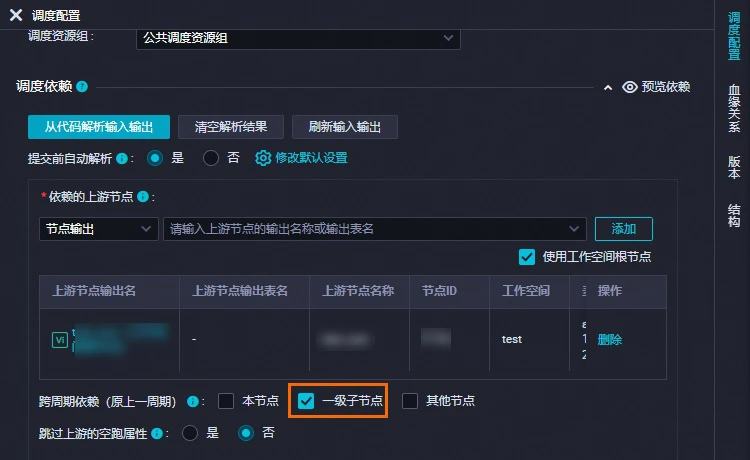 调度配置
调度资源组 :
公共调度资源组
调度依赖
预览依赖
从代码解析输入输出
清空解析结果
刷新输入输出
提交前自动解析 :
是
否
修改默认设置
*依赖的上游节点 :
节点输出
请输入上游节点的输出名称或输出表名
添加
使用工作空间根节点
上游节点输出名
上游节点输出表名
上游节点名称
节点ID
工作空间
操作
Vi
-
test
a
1
2
删除
跨周期依赖（原上一周期） :
本节点
一级子节点
其他节点
跳过上游的空跑属性 :
是
否
调度配置
血缘关系
版本
结构